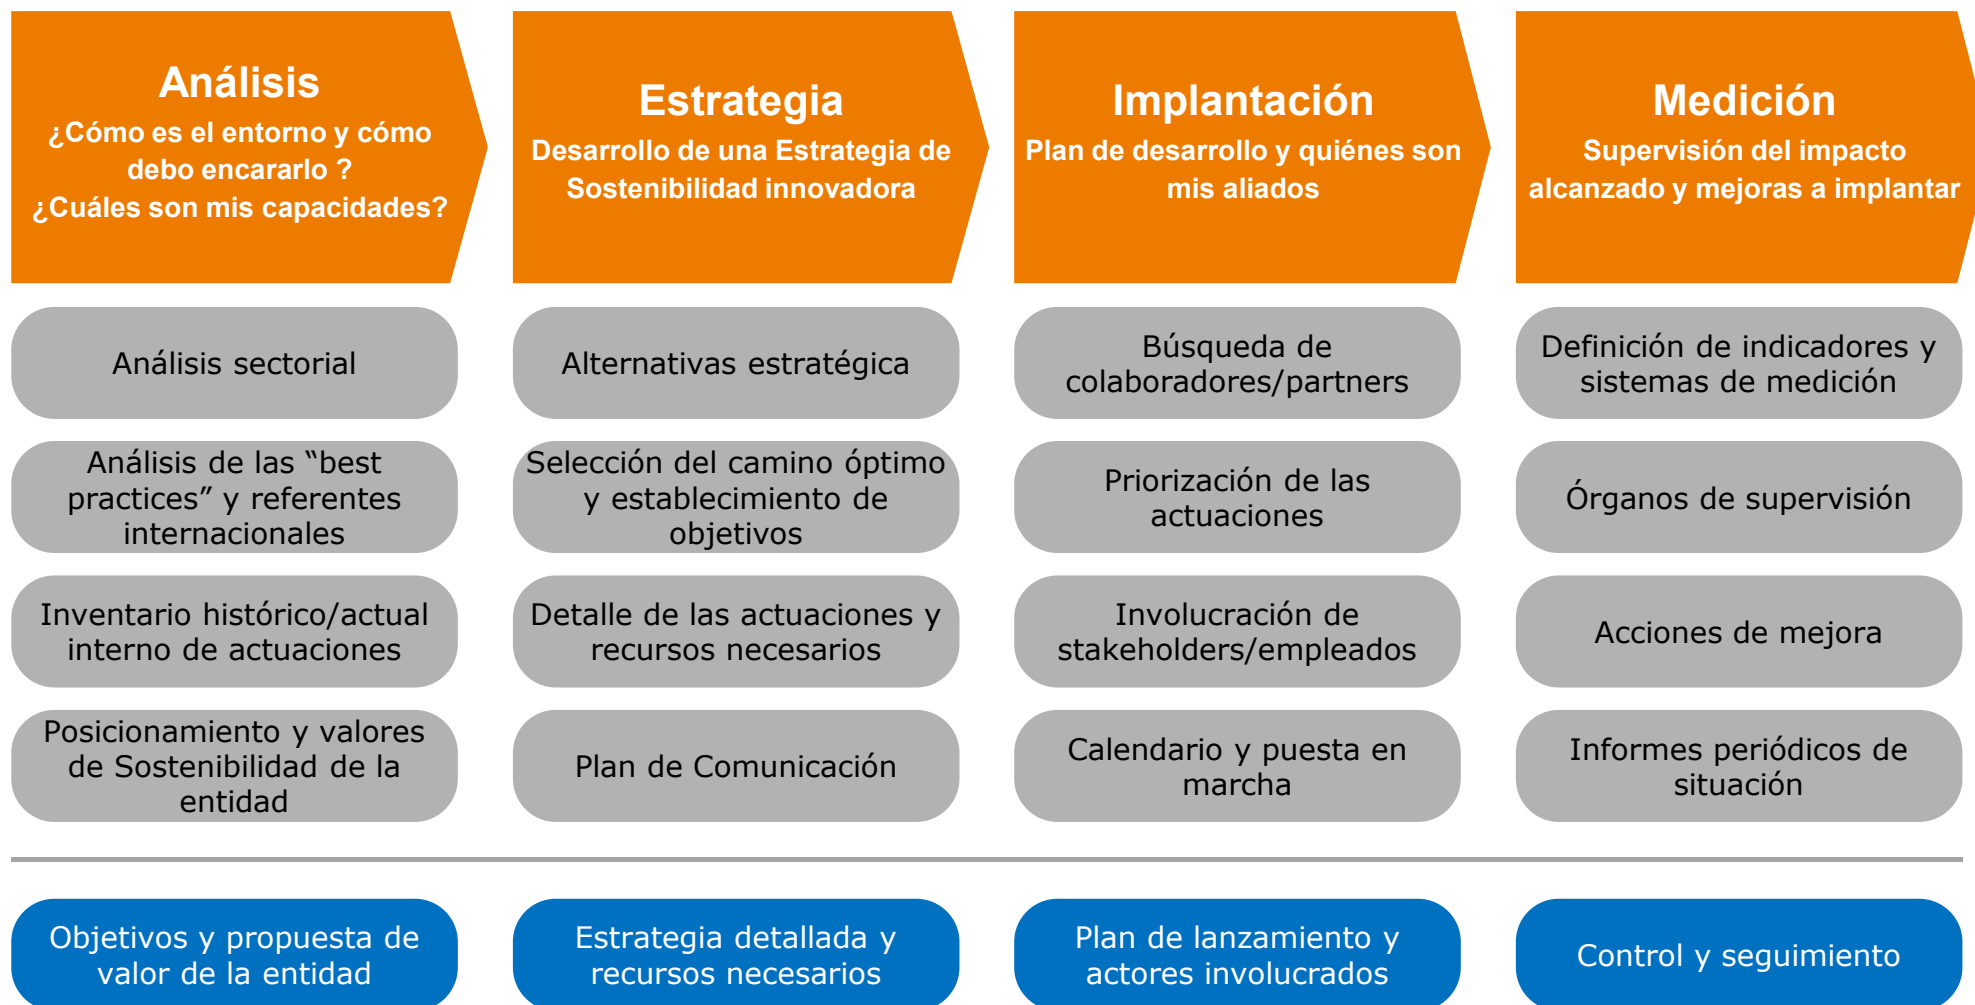 Análisis
¿Cómo es el entorno y cómo
debo encararlo ?
¿Cuáles son mis capacidades?
Estrategia
Desarrollo de una Estrategia de
Sostenibilidad innovadora
Implantación
Plan de desarrollo y quiénes son
mis aliados
Medición
Supervisión del impacto
alcanzado y mejoras a implantar
Análisis sectorial
Alternativas estratégica
Búsqueda de
colaboradores/partners
Definición de indicadores y
sistemas de medición
Análisis de las “best
practices” y referentes
internacionales
Selección del camino óptimo
y establecimiento de
objetivos
Priorización de las
actuaciones
Órganos de supervisión
Inventario histórico/actual
interno de actuaciones
Detalle de las actuaciones y
recursos necesarios
Involucración de
stakeholders/empleados
Acciones de mejora
Posicionamiento y valores
de Sostenibilidad de la
entidad
Plan de Comunicación
Calendario y puesta en
marcha
Informes periódicos de
situación
Objetivos y propuesta de
valor de la entidad
Estrategia detallada y
recursos necesarios
Plan de lanzamiento y
actores involucrados
Control y seguimiento